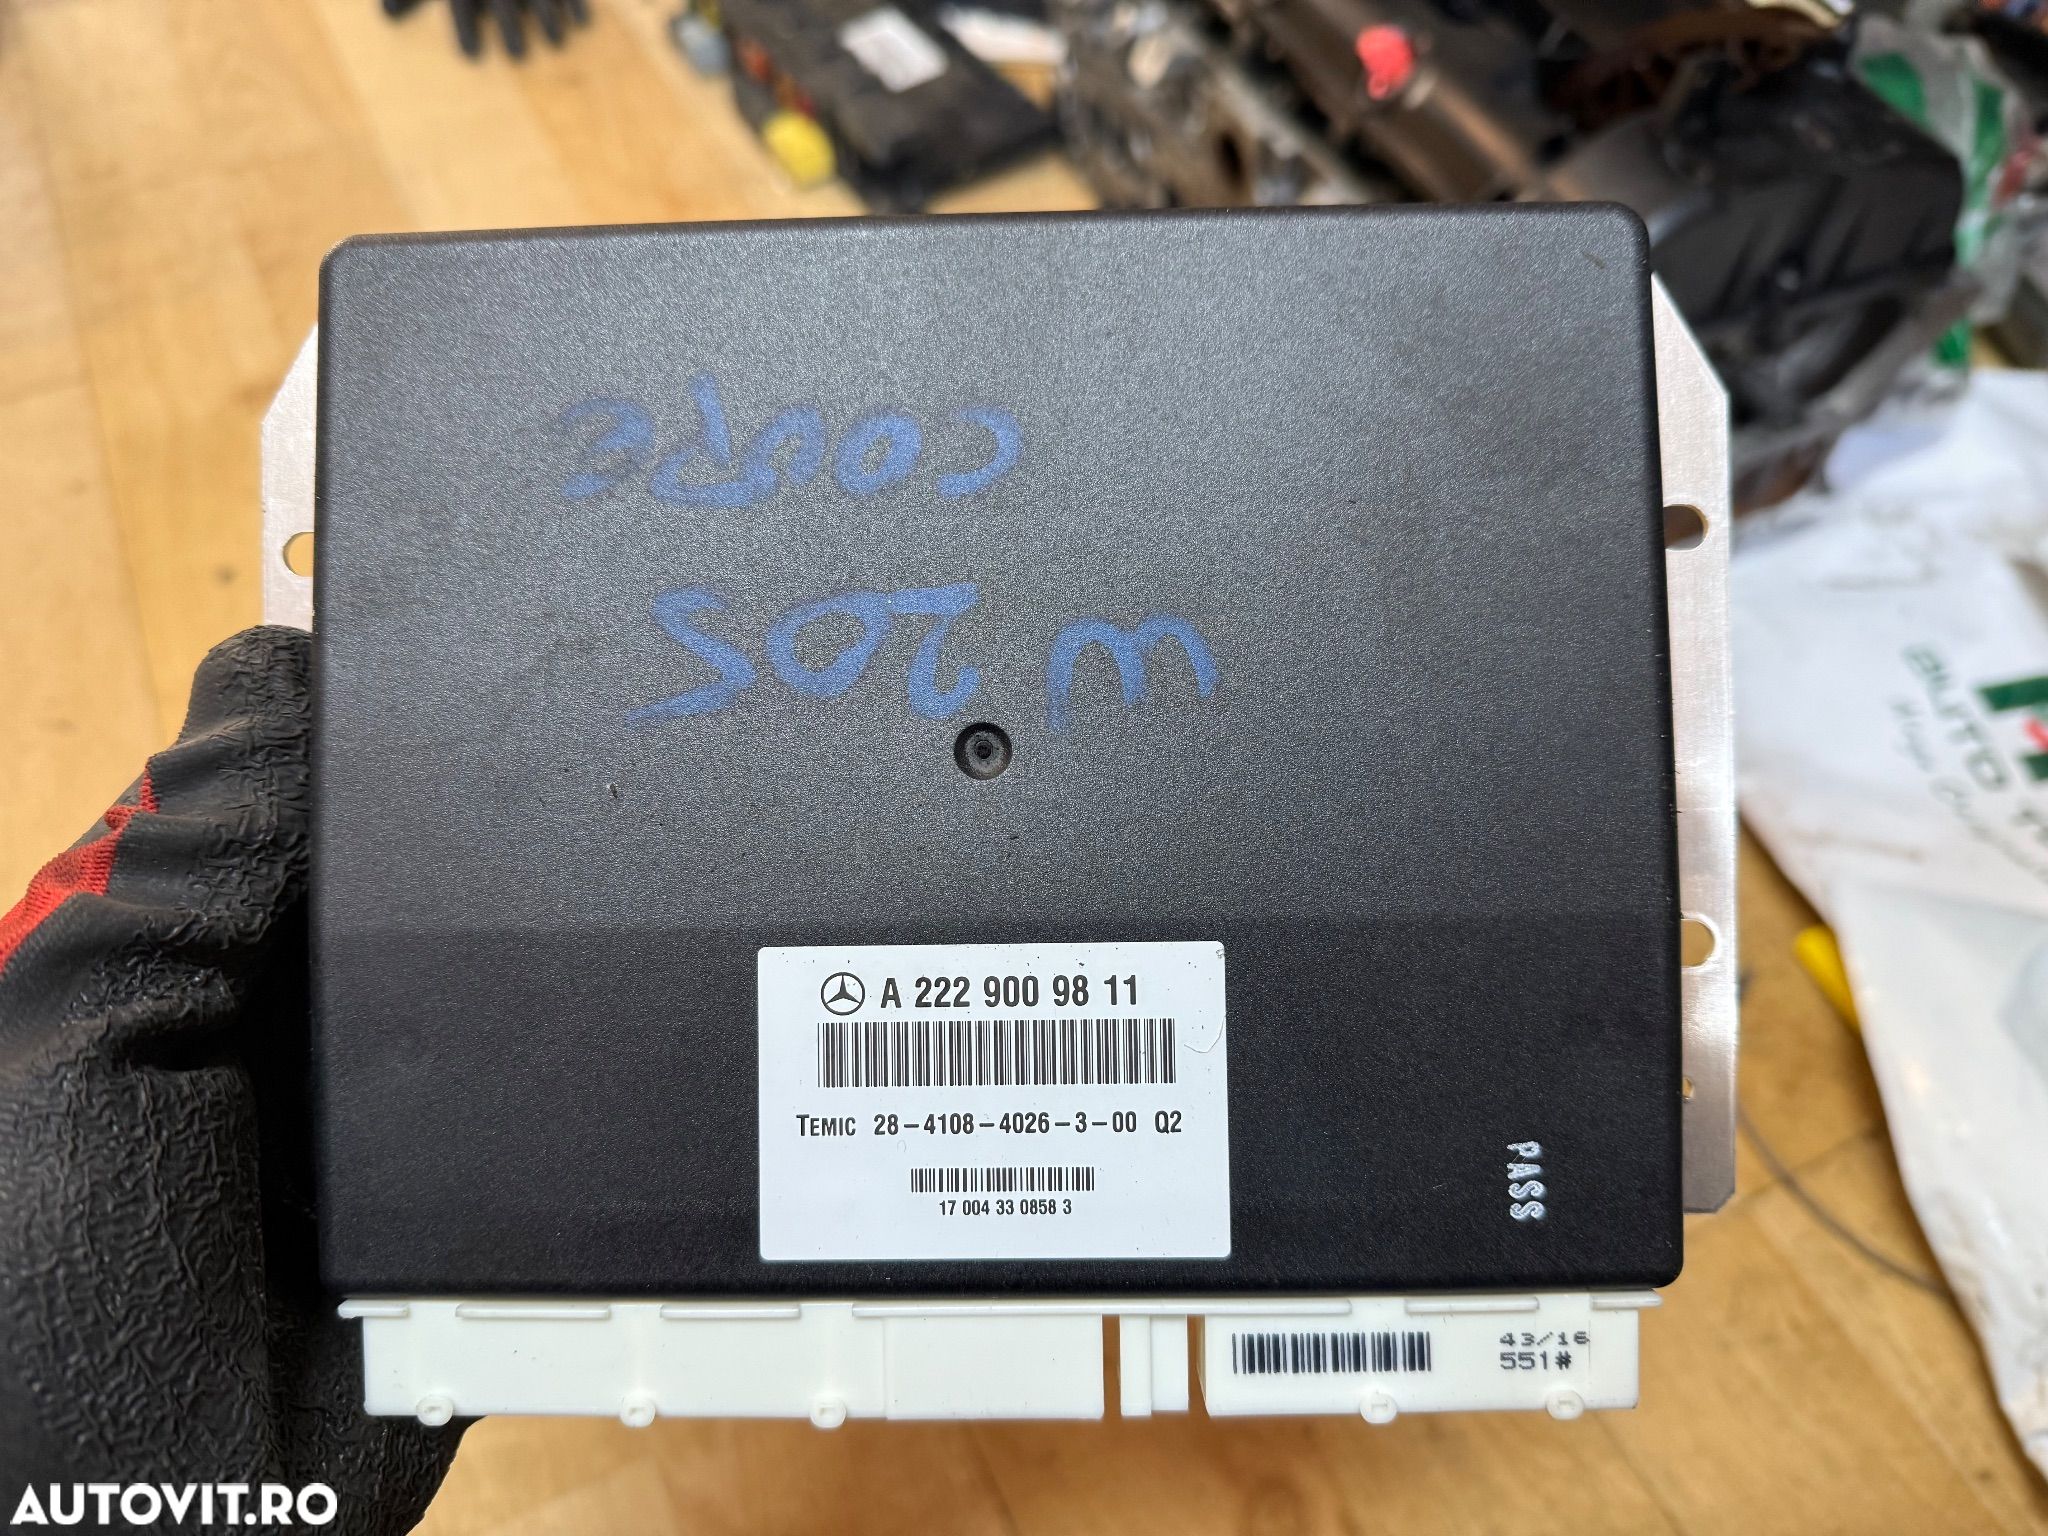 COUPE
W 205
A 222 900 98 11
TEMIC 28-4108-4026-3-00 Q2
17 004 33 0858 3
PASS
43/16
551#
AUTO
AUTOVIT.RO